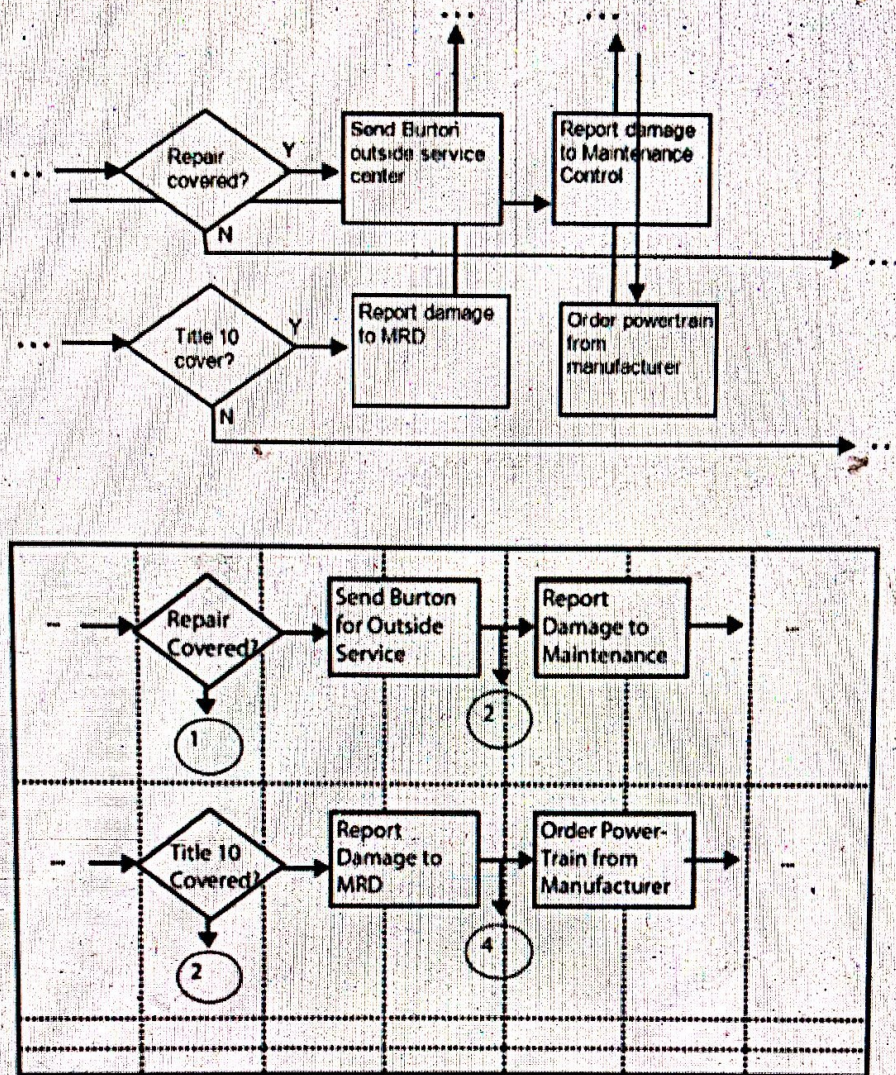 ...
...
Repair
covered?
Y
N
Send Burton
outside service
center
Report damage
to Maintenance
Control
...
...
Title 10
cover?
Y
N
Report damage
to MRD
Order powertrain
from
manufacturer
...
...
--
Repair
Covered?
Send Burton
for Outside
Service
Report
Damage to
Maintenance
--
1
2
--
Title 10
Covered?
Report
Damage to
MRD
Order Power-
Train from
Manufacturer
--
2
4